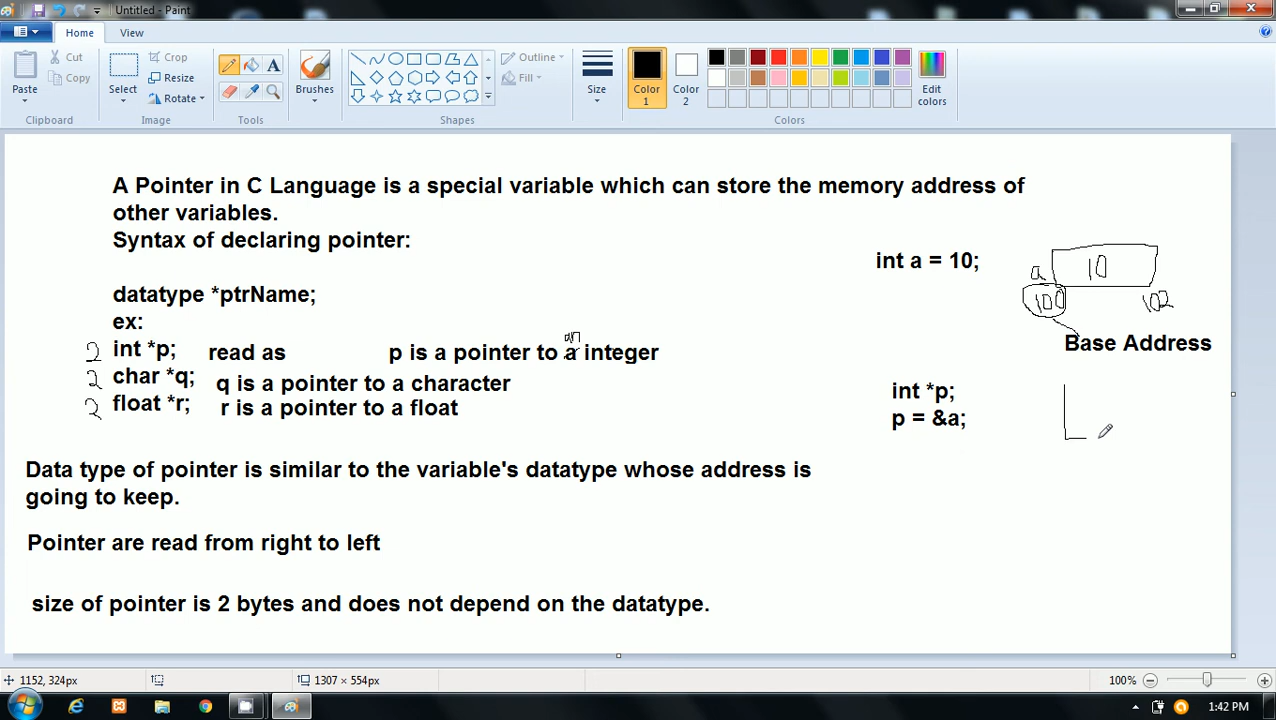 Untitled - Paint
Home
View
Paste
Cut
Copy
Clipboard
Select
Crop
Resize
Rotate
Image
Tools
Brushes
Shapes
Outline
Fill
Size
Color 1
Color 2
Edit colors
Colors
A Pointer in C Language is a special variable which can store the memory address of
other variables.
Syntax of declaring pointer:
datatype *ptrName;
ex:
2 int *p; read as p is a pointer to a an integer
2 char *q; q is a pointer to a character
2 float *r; r is a pointer to a float
Data type of pointer is similar to the variable's datatype whose address is
going to keep.
Pointer are read from right to left
size of pointer is 2 bytes and does not depend on the datatype.
int a = 10;
a 10
100 102
Base Address
int *p;
p = &a;
1152, 324px
1307 × 554px
100%
1:42 PM